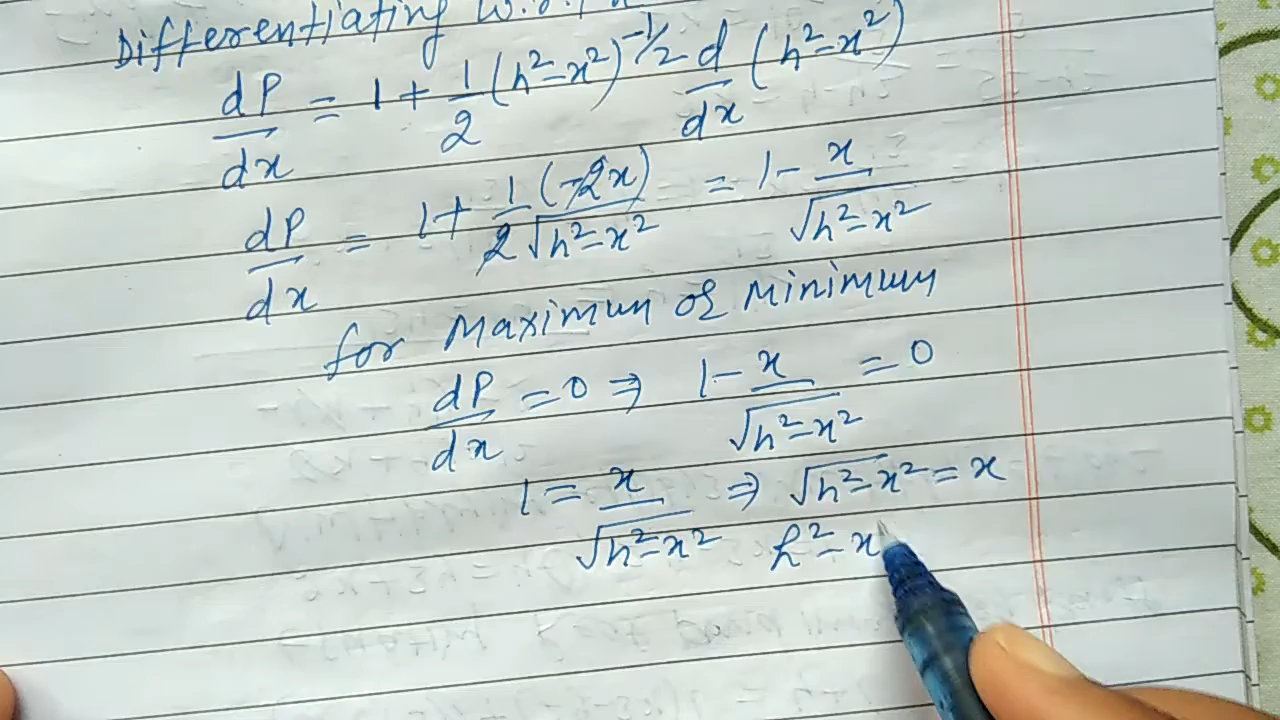 Differentiating w.r.t
dP/dx = 1 + 1/2 (h²-x²)^-1/2 d/dx (h²-x²)
dP/dx = 1 + 1(-2x)/2√h²-x² = 1 - x/√h²-x²
for Maximum or Minimum
dP/dx = 0 ⇒ 1 - x/√h²-x² = 0
1 = x/√h²-x² ⇒ √h²-x² = x
h²-x